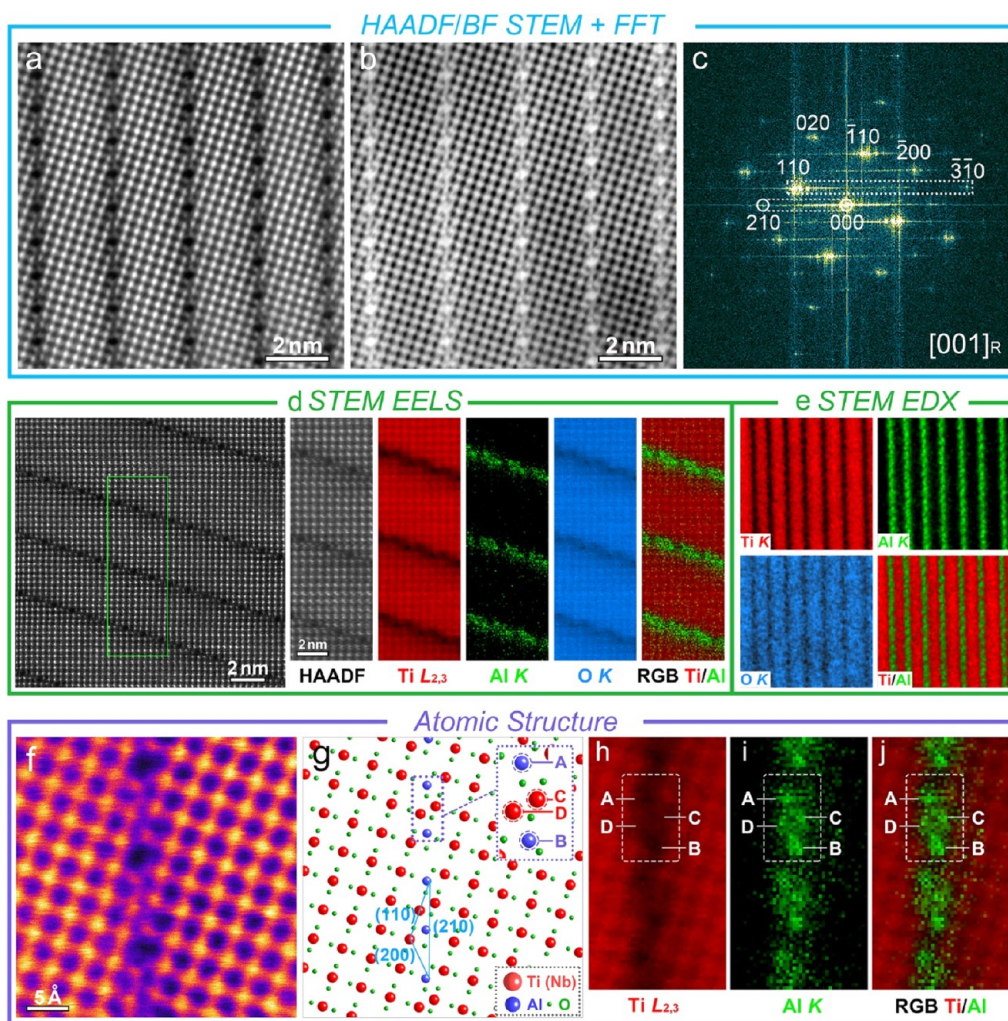 HAADF/BF STEM + FFT
a
b
c
020
1̄10
2̄00
110
3̄1̄0
210
000
2 nm
2 nm
[001]R
d STEM EELS
e STEM EDX
Ti K
Al K
2 nm
2 nm
O K
Ti/Al
HAADF
Ti L2,3
Al K
O K
RGB Ti/Al
Atomic Structure
f
g
h
i
j
A
C
D
B
A
D
C
B
A
D
C
B
A
D
C
B
(1̄10)
(210)
(200)
5 Å
Ti (Nb)
Al
O
Ti L2,3
Al K
RGB Ti/Al